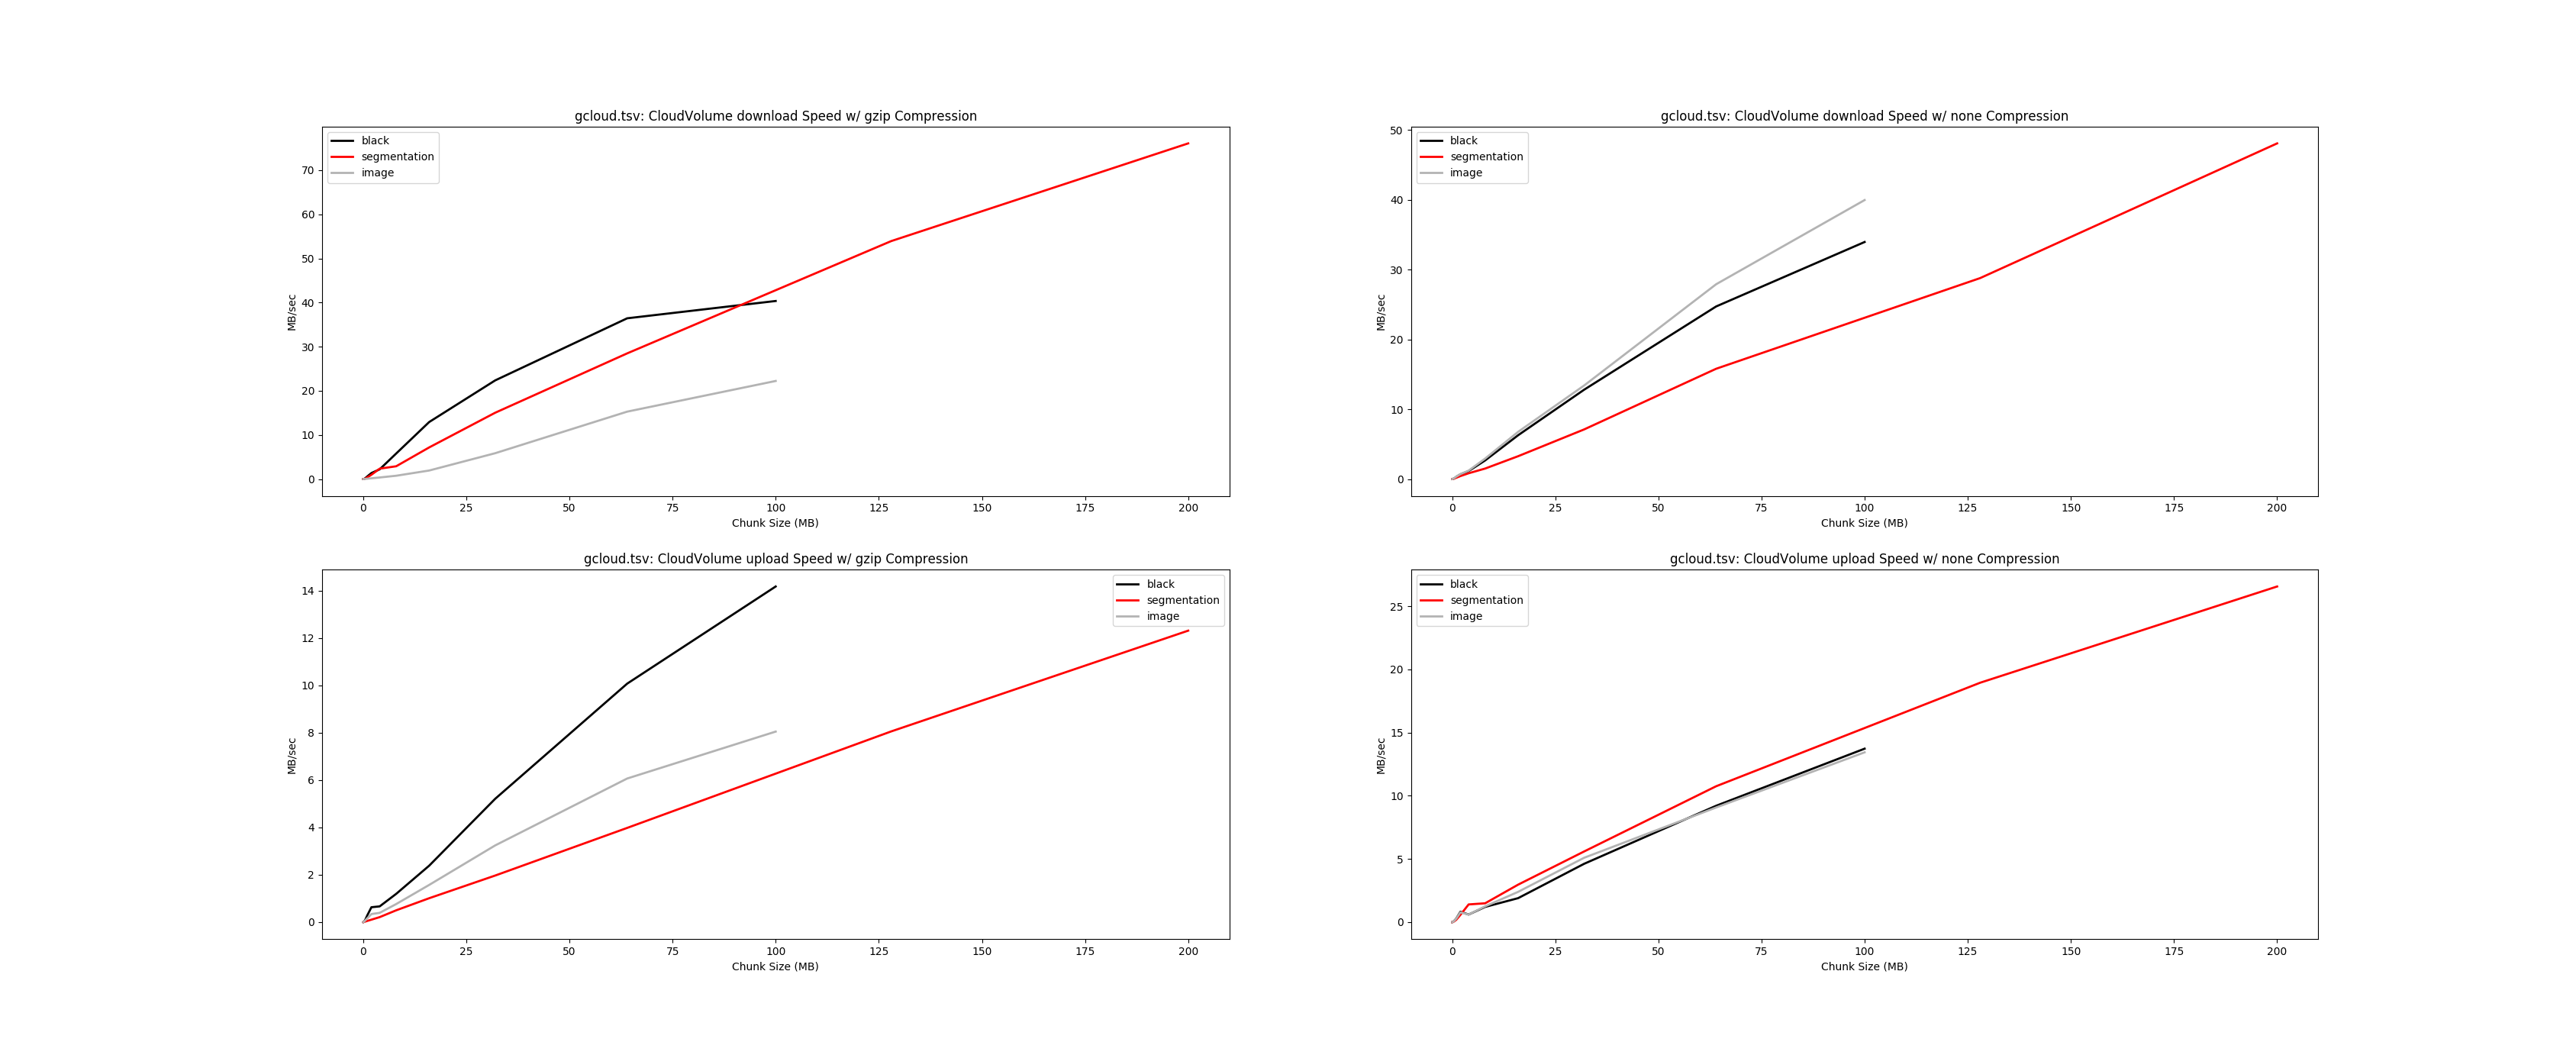 gcloud.tsv: CloudVolume download Speed w/ gzip Compression
black
segmentation
image
MB/sec
70
60
50
40
30
20
10
0
0 25 50 75 100 125 150 175 200
Chunk Size (MB)
gcloud.tsv: CloudVolume download Speed w/ none Compression
black
segmentation
image
MB/sec
50
40
30
20
10
0
0 25 50 75 100 125 150 175 200
Chunk Size (MB)
gcloud.tsv: CloudVolume upload Speed w/ gzip Compression
black
segmentation
image
MB/sec
14
12
10
8
6
4
2
0
0 25 50 75 100 125 150 175 200
Chunk Size (MB)
gcloud.tsv: CloudVolume upload Speed w/ none Compression
black
segmentation
image
MB/sec
25
20
15
10
5
0
0 25 50 75 100 125 150 175 200
Chunk Size (MB)